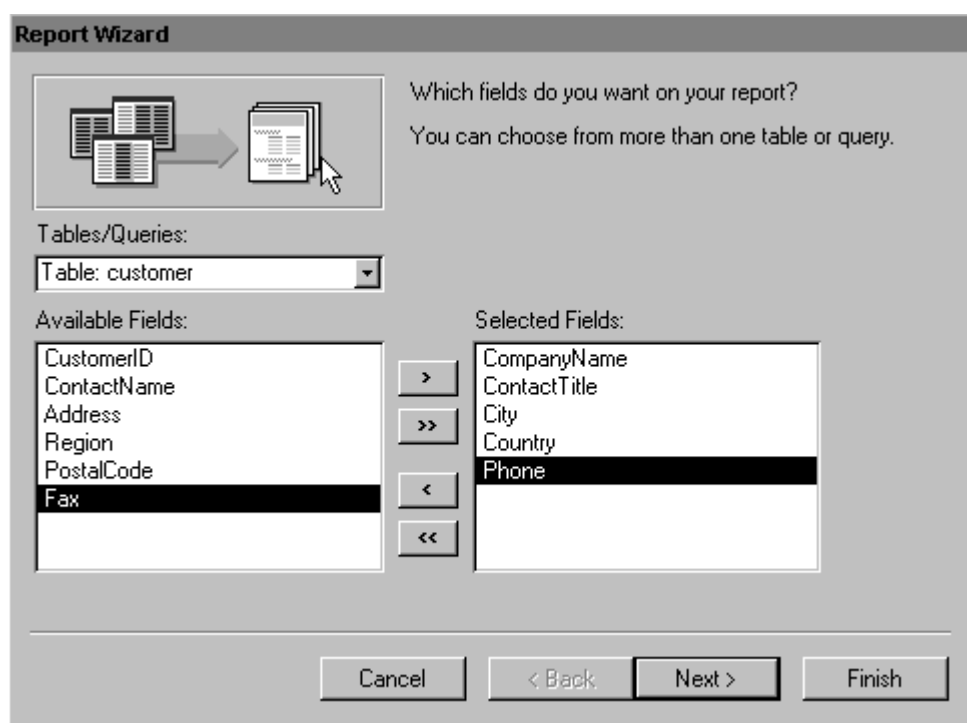 Report Wizard
Which fields do you want on your report?
You can choose from more than one table or query.
Tables/Queries:
Table: customer
Available Fields:
CustomerID
ContactName
Address
Region
PostalCode
Fax
>
>>
<
<<
Selected Fields:
CompanyName
ContactTitle
City
Country
Phone
Cancel
< Back
Next >
Finish